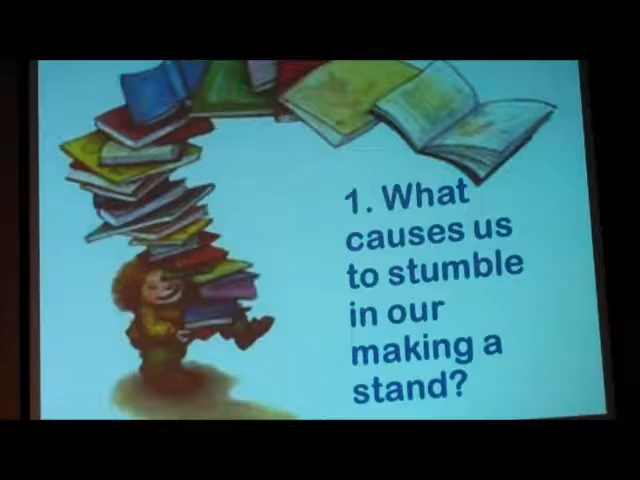 1. What
causes us
to stumble
in our
making a
stand?